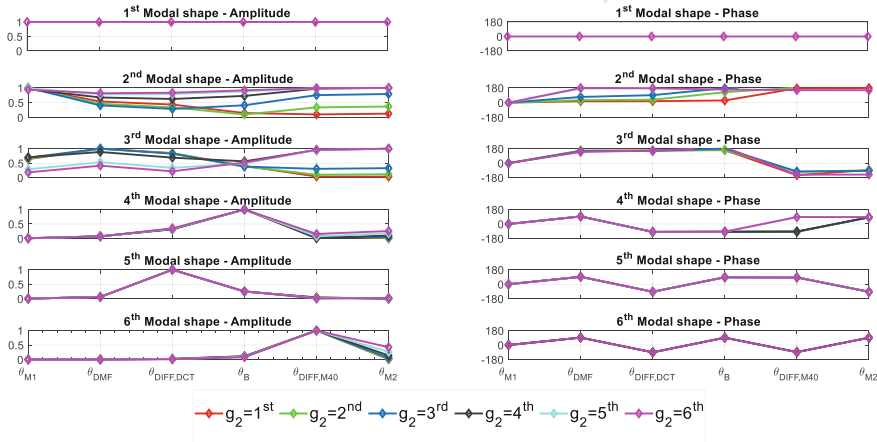 1st Modal shape - Amplitude
1
0.5
0
2nd Modal shape - Amplitude
1
0.5
0
3rd Modal shape - Amplitude
1
0.5
0
4th Modal shape - Amplitude
1
0.5
0
5th Modal shape - Amplitude
1
0.5
0
6th Modal shape - Amplitude
1
0.5
0
θM1 θDMF θDIFF,DCT θB θDIFF,M40 θM2
1st Modal shape - Phase
180
0
-180
2nd Modal shape - Phase
180
0
-180
3rd Modal shape - Phase
180
0
-180
4th Modal shape - Phase
180
0
-180
5th Modal shape - Phase
180
0
-180
6th Modal shape - Phase
180
0
-180
θM1 θDMF θDIFF,DCT θB θDIFF,M40 θM2
g2=1st g2=2nd g2=3rd g2=4th g2=5th g2=6th